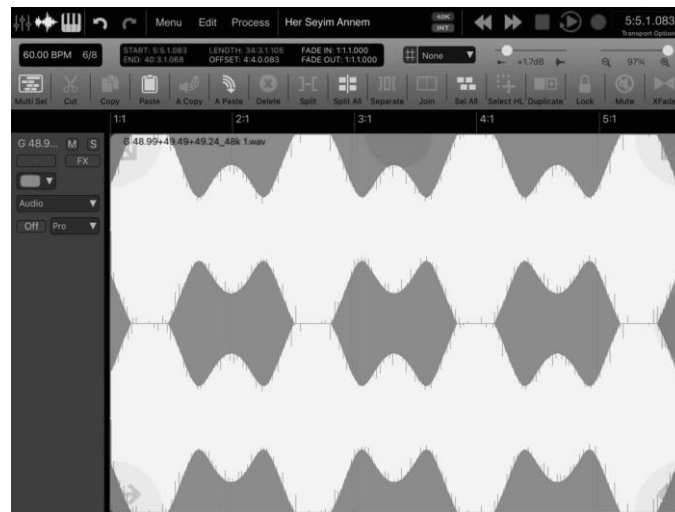 Menu Edit Process Her Seyim Annem 48K INT 5:5.1.083
Transport Option
60.00 BPM 6/8 START: 5:5.1.083 LENGTH: 34:3.1.105 FADE IN: 1:1.1.000 None +1.7dB 97%
END: 40:3.1.068 OFFSET: 4:4.0.083 FADE OUT: 1:1.1.000
Multi Sel Cut Copy Paste A Copy A Paste Delete Split Split All Separate Join Sel All Select HL Duplicate Lock Mute XFade
1:1 2:1 3:1 4:1 5:1
G 48.9... M S G 48.99+49.49+49.24_48k 1.wav
FX
Audio
Off Pro